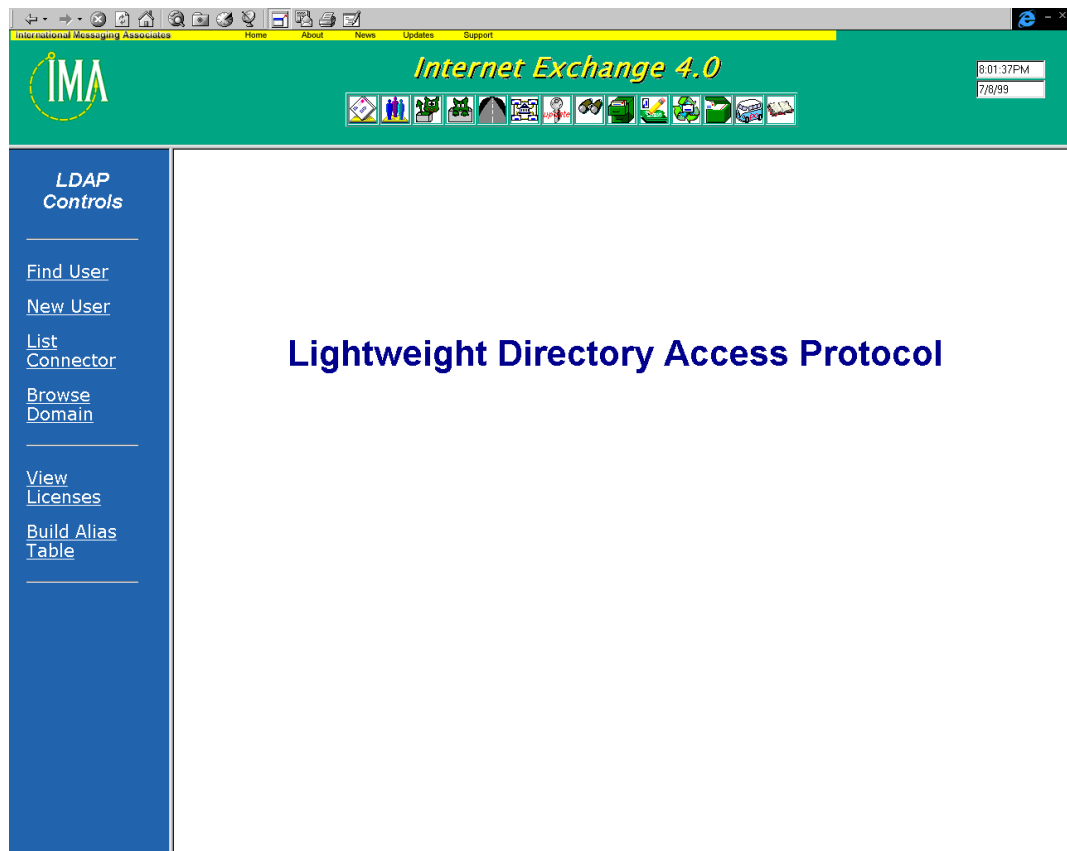 International Messaging Associates Home About News Updates Support
IMA
Internet Exchange 4.0
8:01:37PM
7/8/99
update
LDAP
Controls
Find User
New User
List
Connector
Browse
Domain
View
Licenses
Build Alias
Table
Lightweight Directory Access Protocol